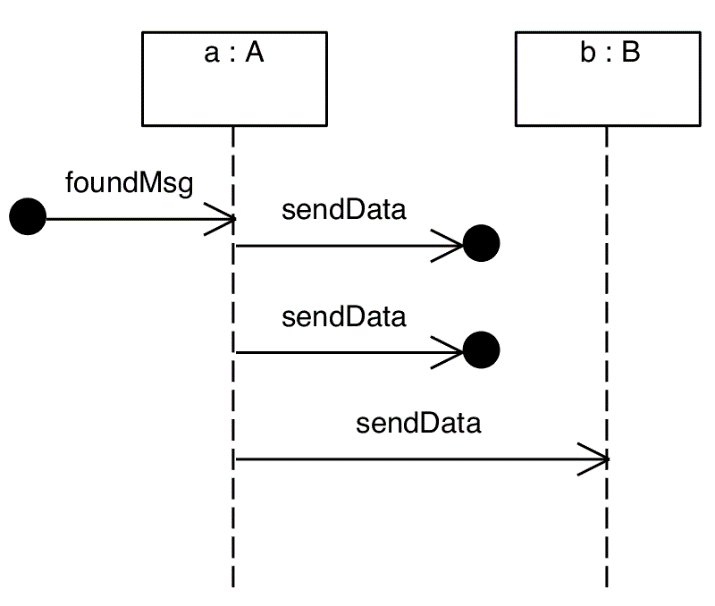 a : A
b : B
foundMsg
sendData
sendData
sendData